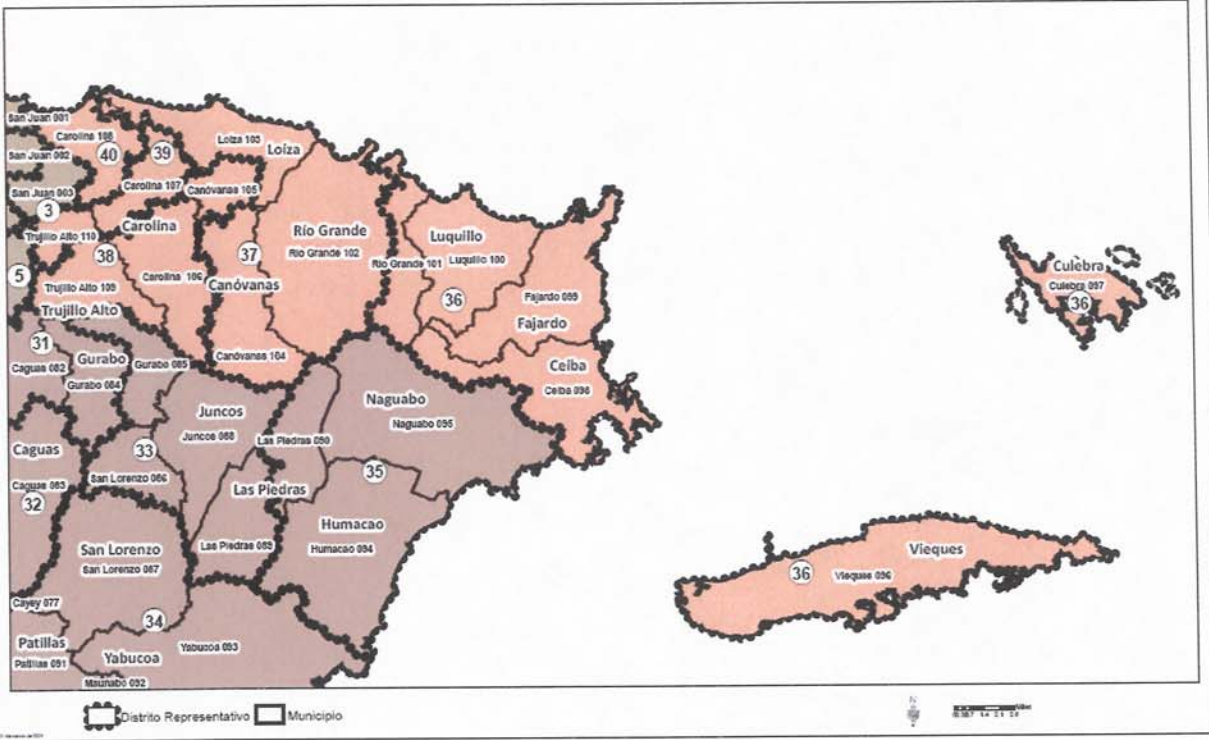 San Juan 001
Carolina 108
40
39
Loíza 103
Loíza
San Juan 002
Carolina 107
Canóvanas 105
San Juan 003
3
Trujillo Alto 110
Carolina
37
Río Grande
Río Grande 102
Luquillo
Luquillo 100
Río Grande 101
38
5
Carolina 106
Canóvanas
36
Fajardo 099
Fajardo
Culebra
Culebra 097
36
Trujillo Alto 109
Trujillo Alto
31
Caguas 082
Gurabo
Gurabo 084
Gurabo 085
Canóvanas 104
Ceiba
Ceiba 098
Juncos
Juncos 088
Naguabo
Naguabo 095
Las Piedras 090
Caguas
33
35
Caguas 083
San Lorenzo 086
32
Las Piedras
Humacao
Humacao 094
San Lorenzo
San Lorenzo 087
Las Piedras 089
Vieques
36
Vieques 096
Cayey 077
34
Patillas
Patillas 091
Yabucoa
Yabucoa 093
Maunabo 092
Distrito Representativo
Municipio
N